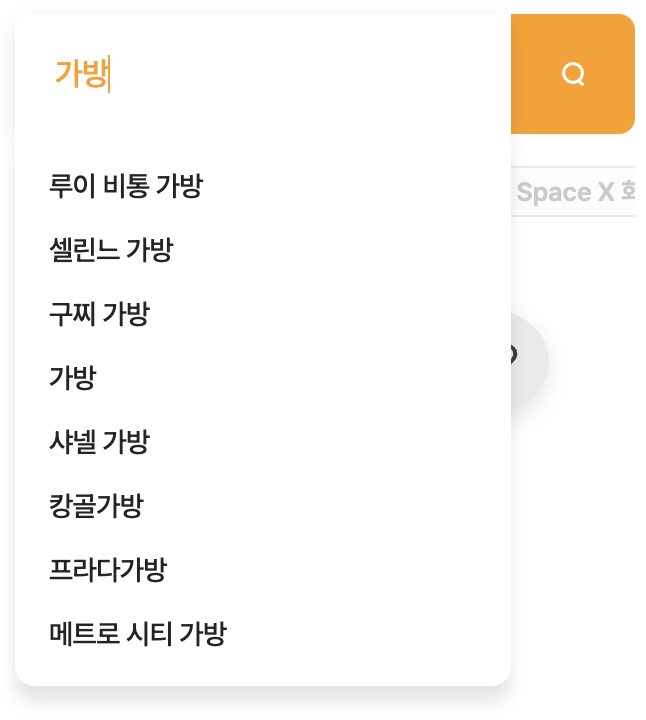 가방
루이 비통 가방
Space X
셀린느 가방
구찌 가방
가방
샤넬 가방
캉골가방
프라다가방
메트로 시티 가방